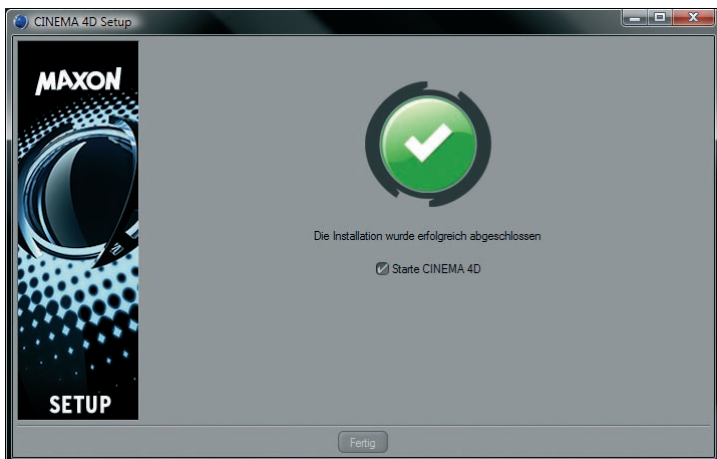 CINEMA 4D Setup
MAXON
Die Installation wurde erfolgreich abgeschlossen
Starte CINEMA 4D
SETUP
Fertig